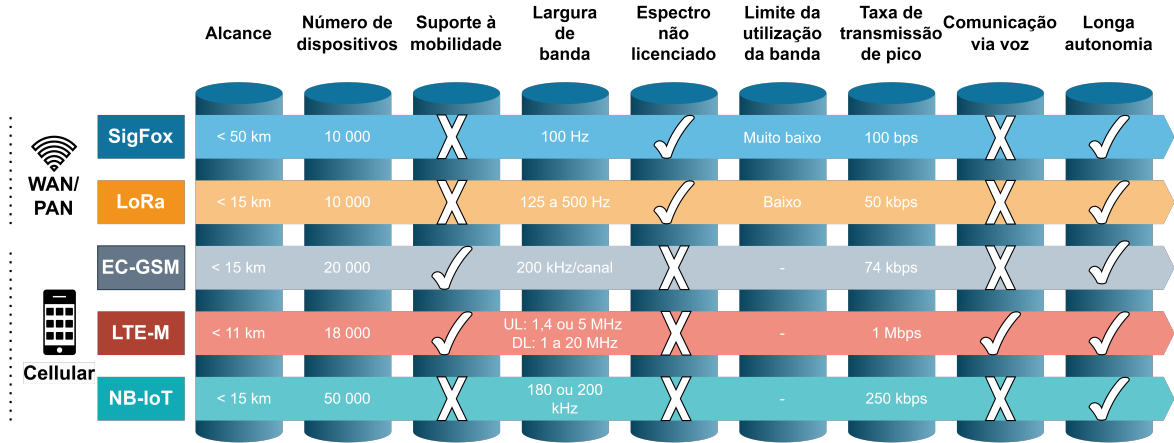 Alcance
Número de
dispositivos
Suporte à
mobilidade
Largura
de
banda
Espectro
não
licenciado
Limite da
utilização
da banda
Taxa de
transmissão
de pico
Comunicação
via voz
Longa
autonomia
WAN/
PAN
SigFox
< 50 km
10 000
100 Hz
Muito baixo
100 bps
LoRa
< 15 km
10 000
125 a 500 Hz
Baixo
50 kbps
Cellular
EC-GSM
< 15 km
20 000
200 kHz/canal
-
74 kbps
LTE-M
< 11 km
18 000
UL: 1,4 ou 5 MHz
DL: 1 a 20 MHz
-
1 Mbps
NB-IoT
< 15 km
50 000
180 ou 200
kHz
-
250 kbps